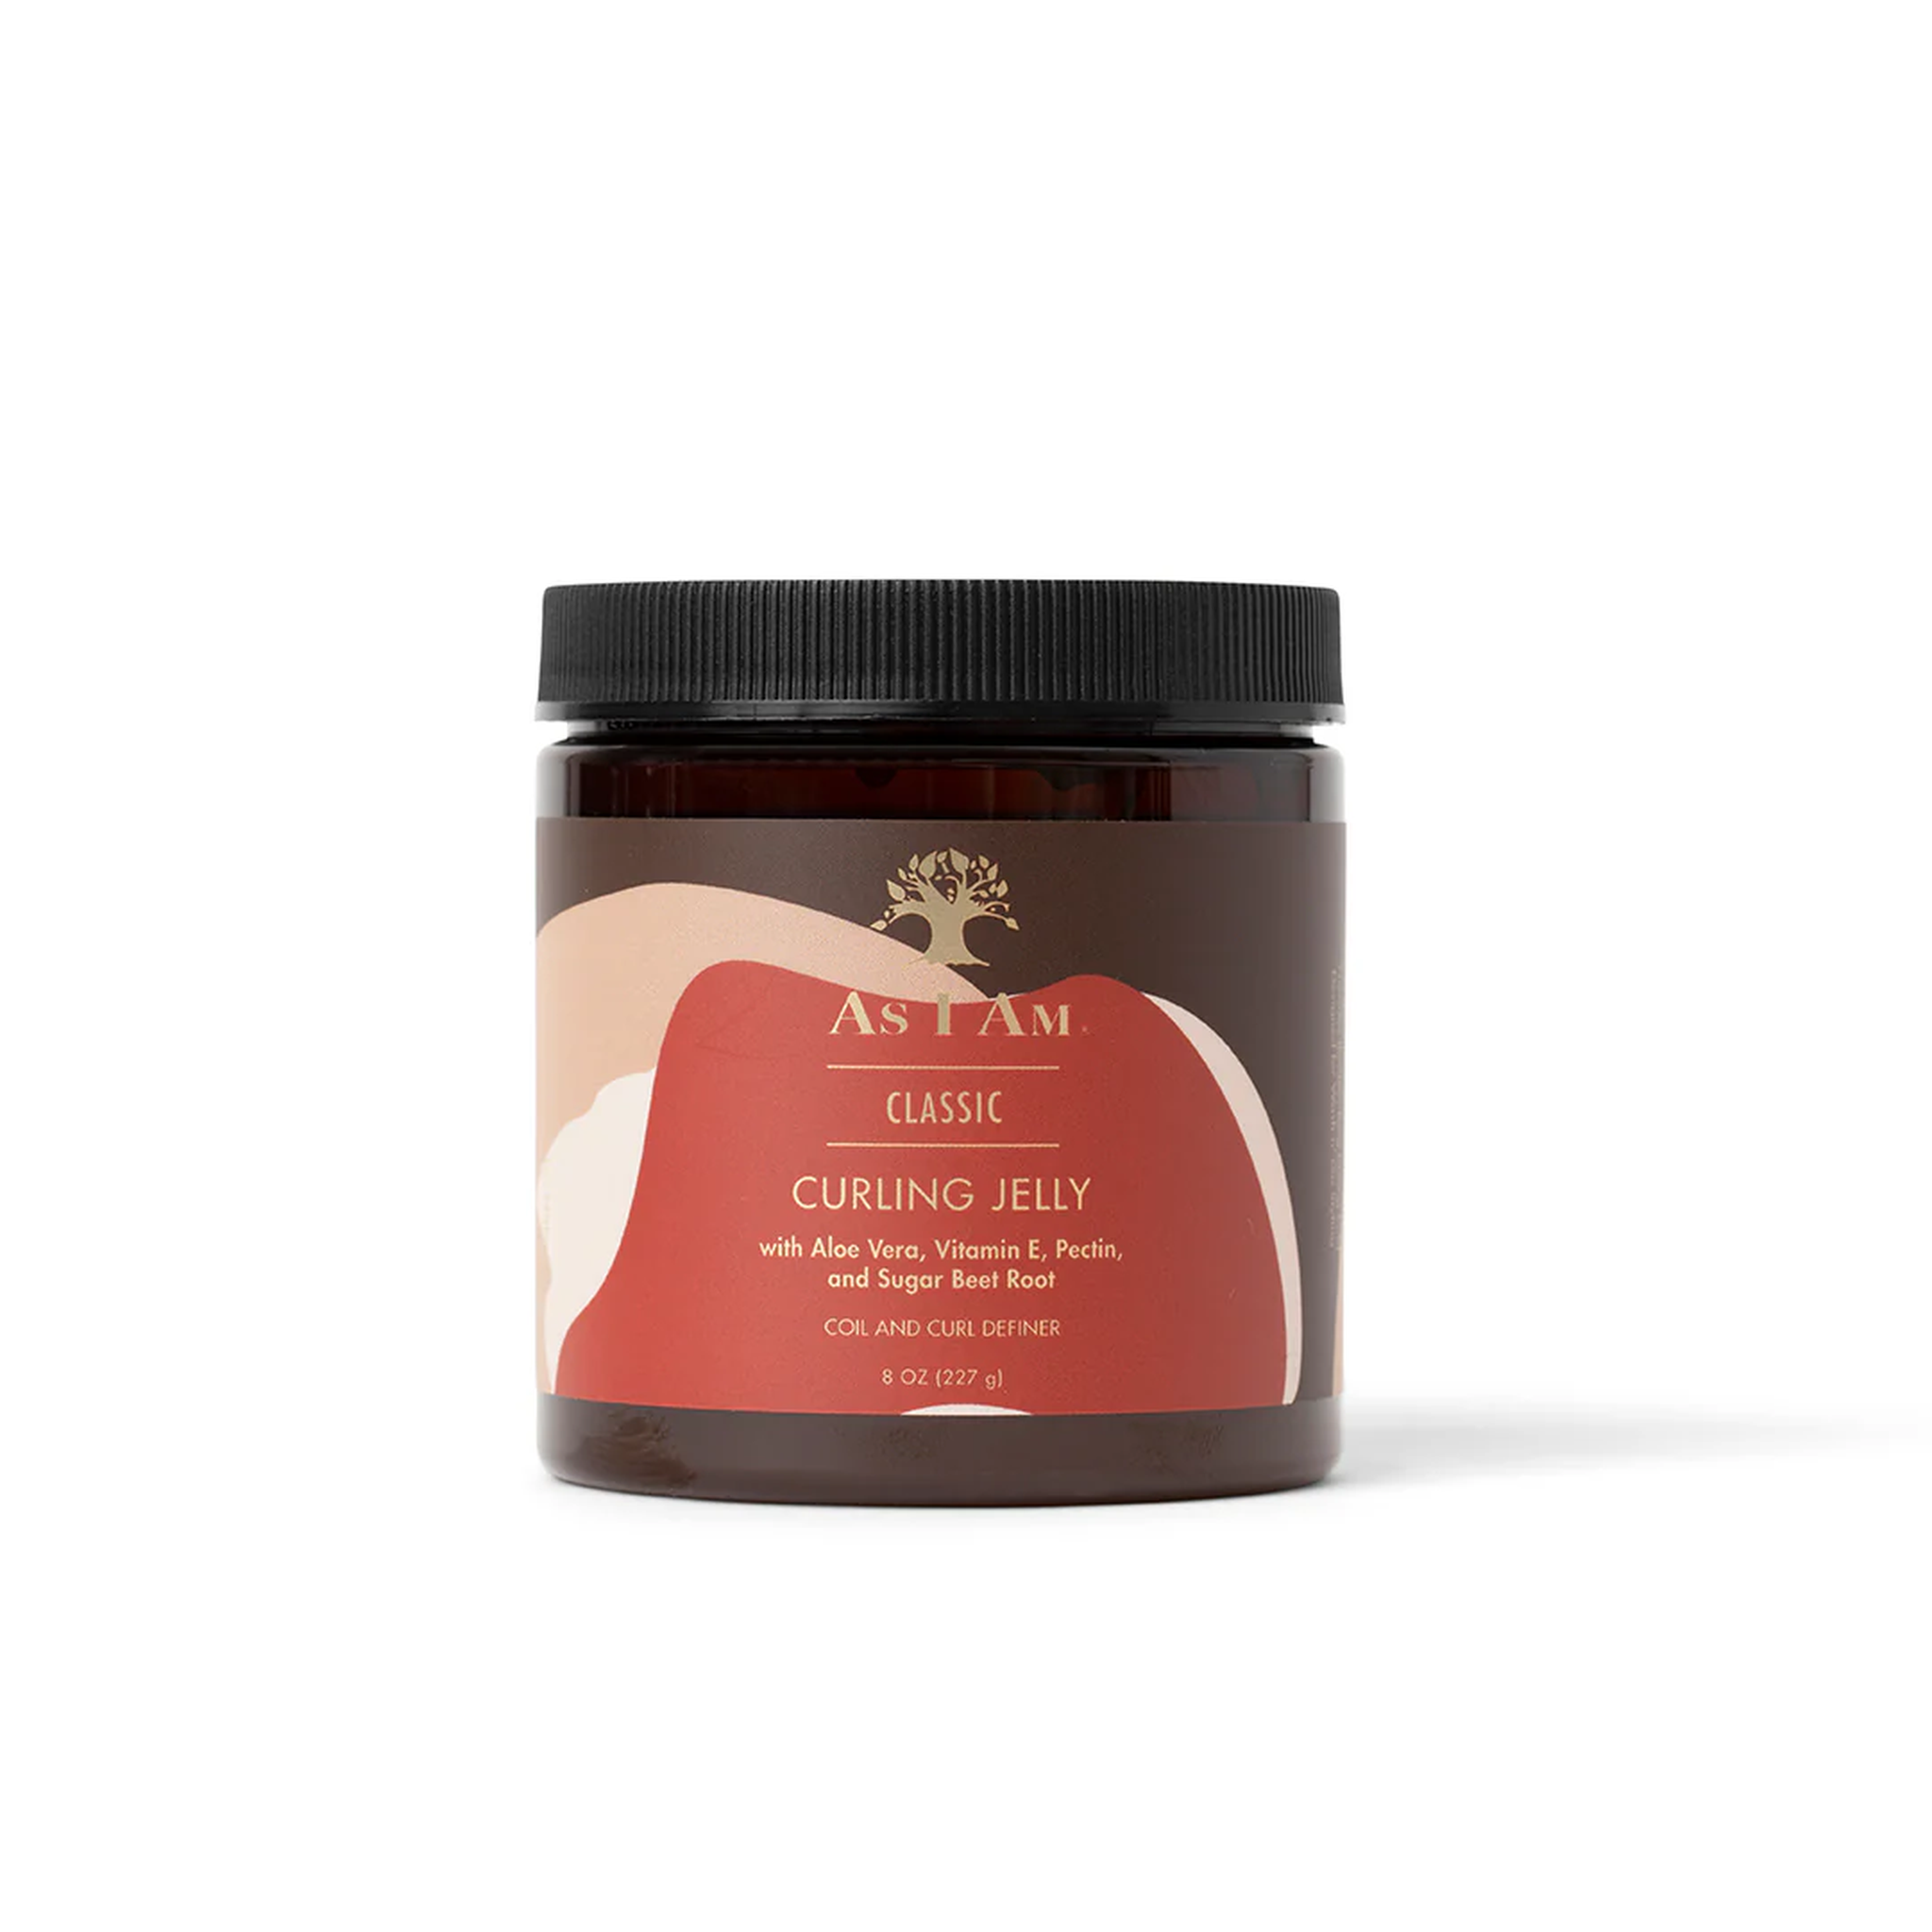 AS I AM
CLASSIC
CURLING JELLY
with Aloe Vera, Vitamin E, Pectin,
and Sugar Beet Root
COIL AND CURL DEFINER
8 OZ (227 g)